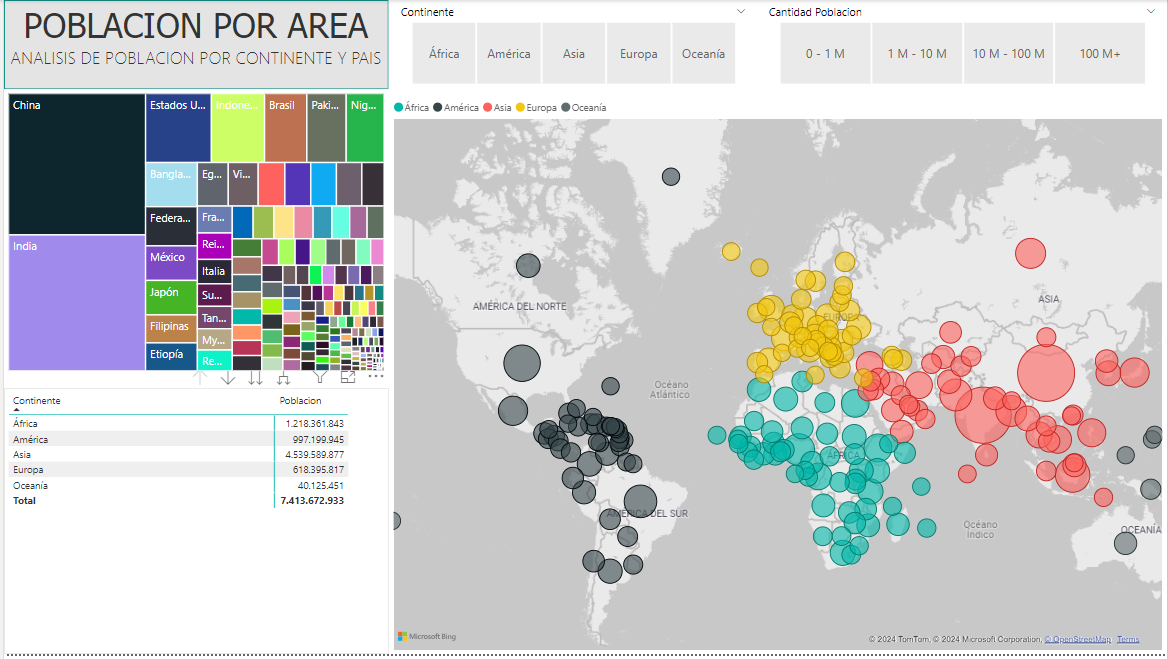 POBLACION POR AREA
ANALISIS DE POBLACION POR CONTINENTE Y PAIS
Continente
África
América
Asia
Europa
Oceanía
Cantidad Poblacion
0 - 1 M
1 M - 10 M
10 M - 100 M
100 M+
China
Estados U...
Indone...
Brasil
Paki...
Nig...
Bangla...
Eg...
Vi...
Federa...
Fra...
India
México
Rei...
Italia
Japón
Su...
Tan...
Filipinas
My...
Etiopía
Re...
África América Asia Europa Oceanía
AMÉRICA DEL NORTE
ASIA
EUROPA
Océano
Atlántico
ÁFRICA
AMÉRICA DEL SUR
Océano
Índico
OCEANÍA
Microsoft Bing
© 2024 TomTom, © 2024 Microsoft Corporation, © OpenStreetMap Terms
Continente Poblacion
África 1.218.361.843
América 997.199.945
Asia 4.539.589.877
Europa 618.395.817
Oceanía 40.125.451
Total 7.413.672.933